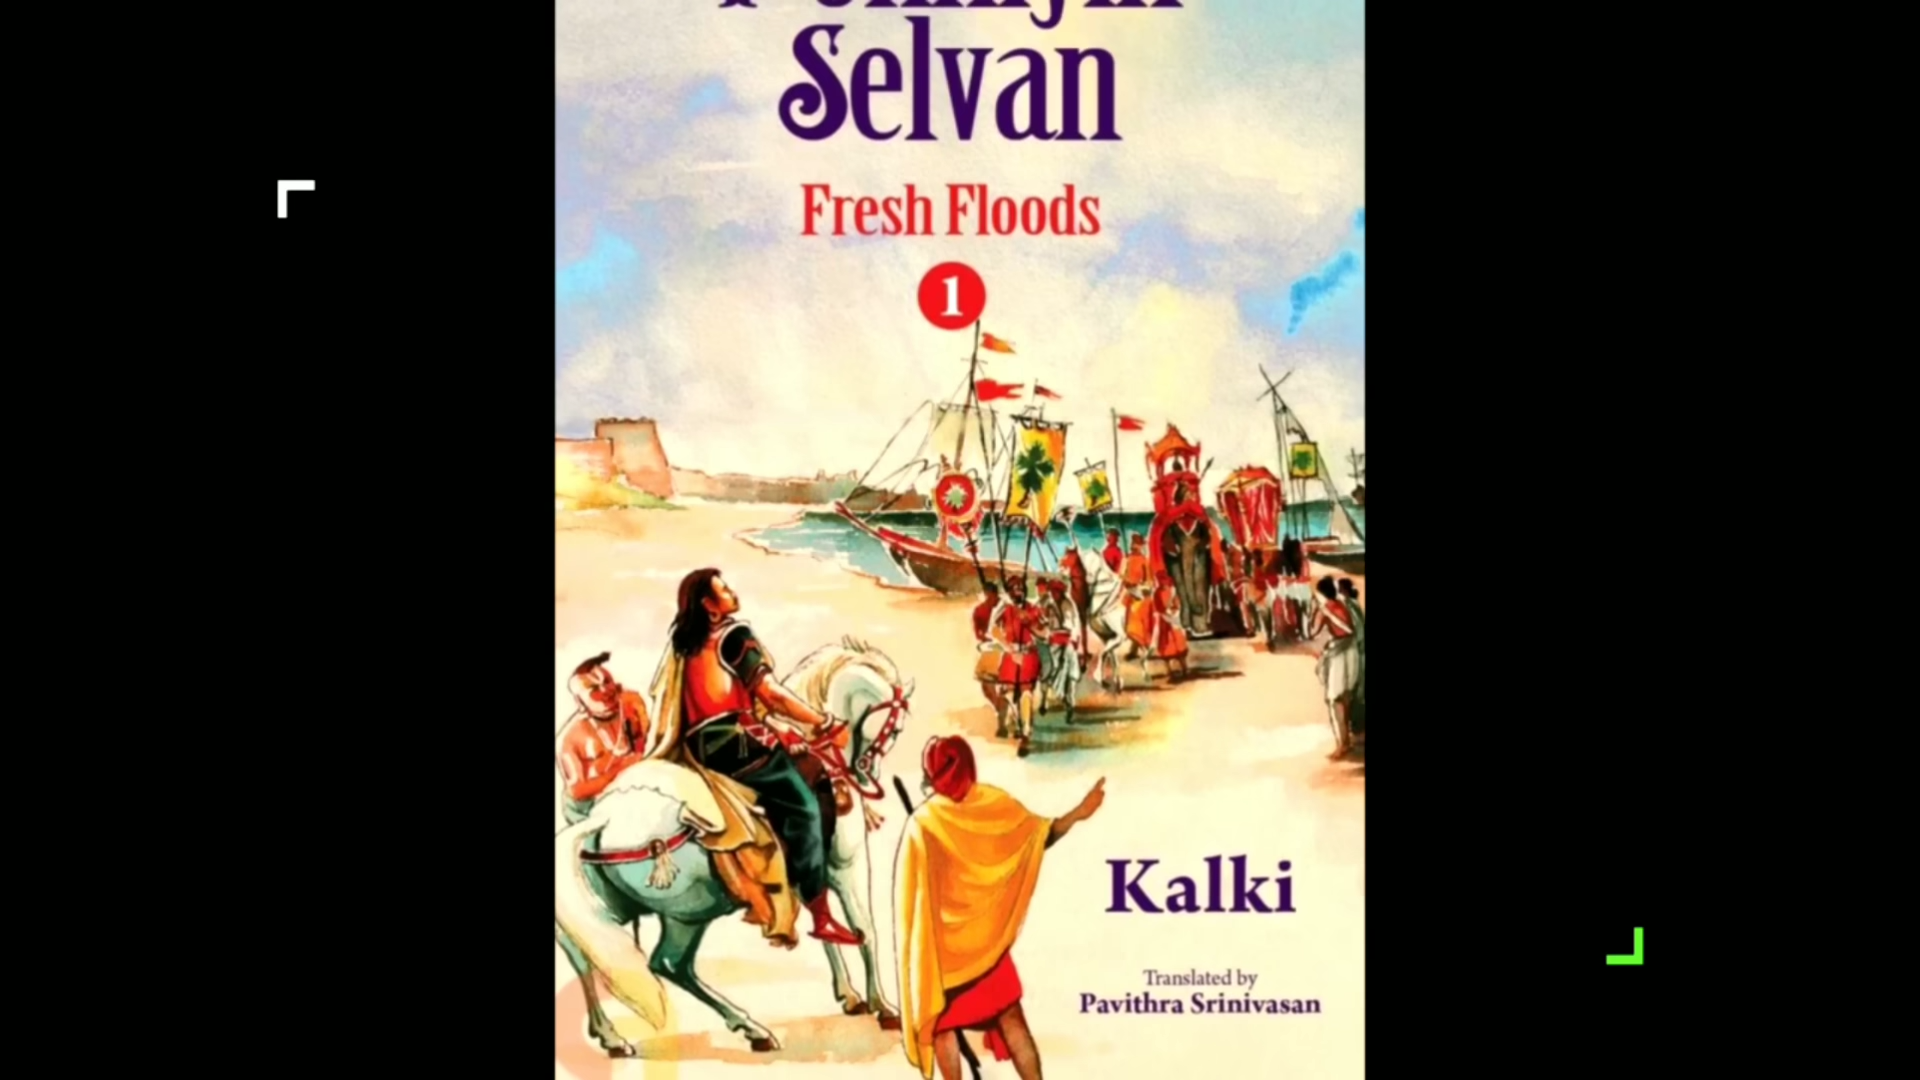 Selvan
Fresh Floods
1
Kalki
Translated by
Pavithra Srinivasan